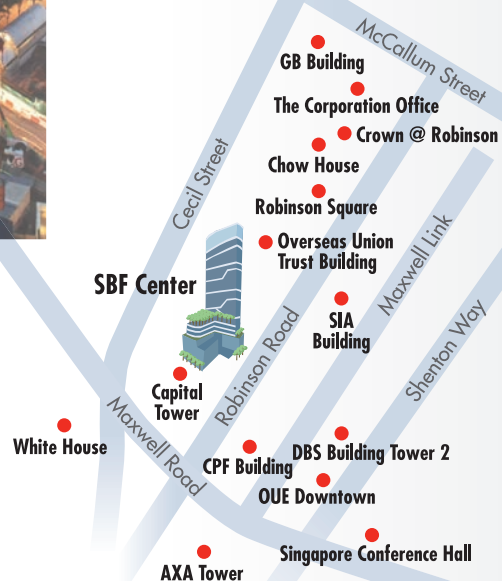 McCallum Street
GB Building
The Corporation Office
Crown @ Robinson
Chow House
Cecil Street
Robinson Square
Overseas Union
Trust Building
Maxwell Link
SBF Center
SIA
Building
Robinson Road
Shenton Way
Capital
Tower
Maxwell Road
White House
DBS Building Tower 2
CPF Building
OUE Downtown
Singapore Conference Hall
AXA Tower